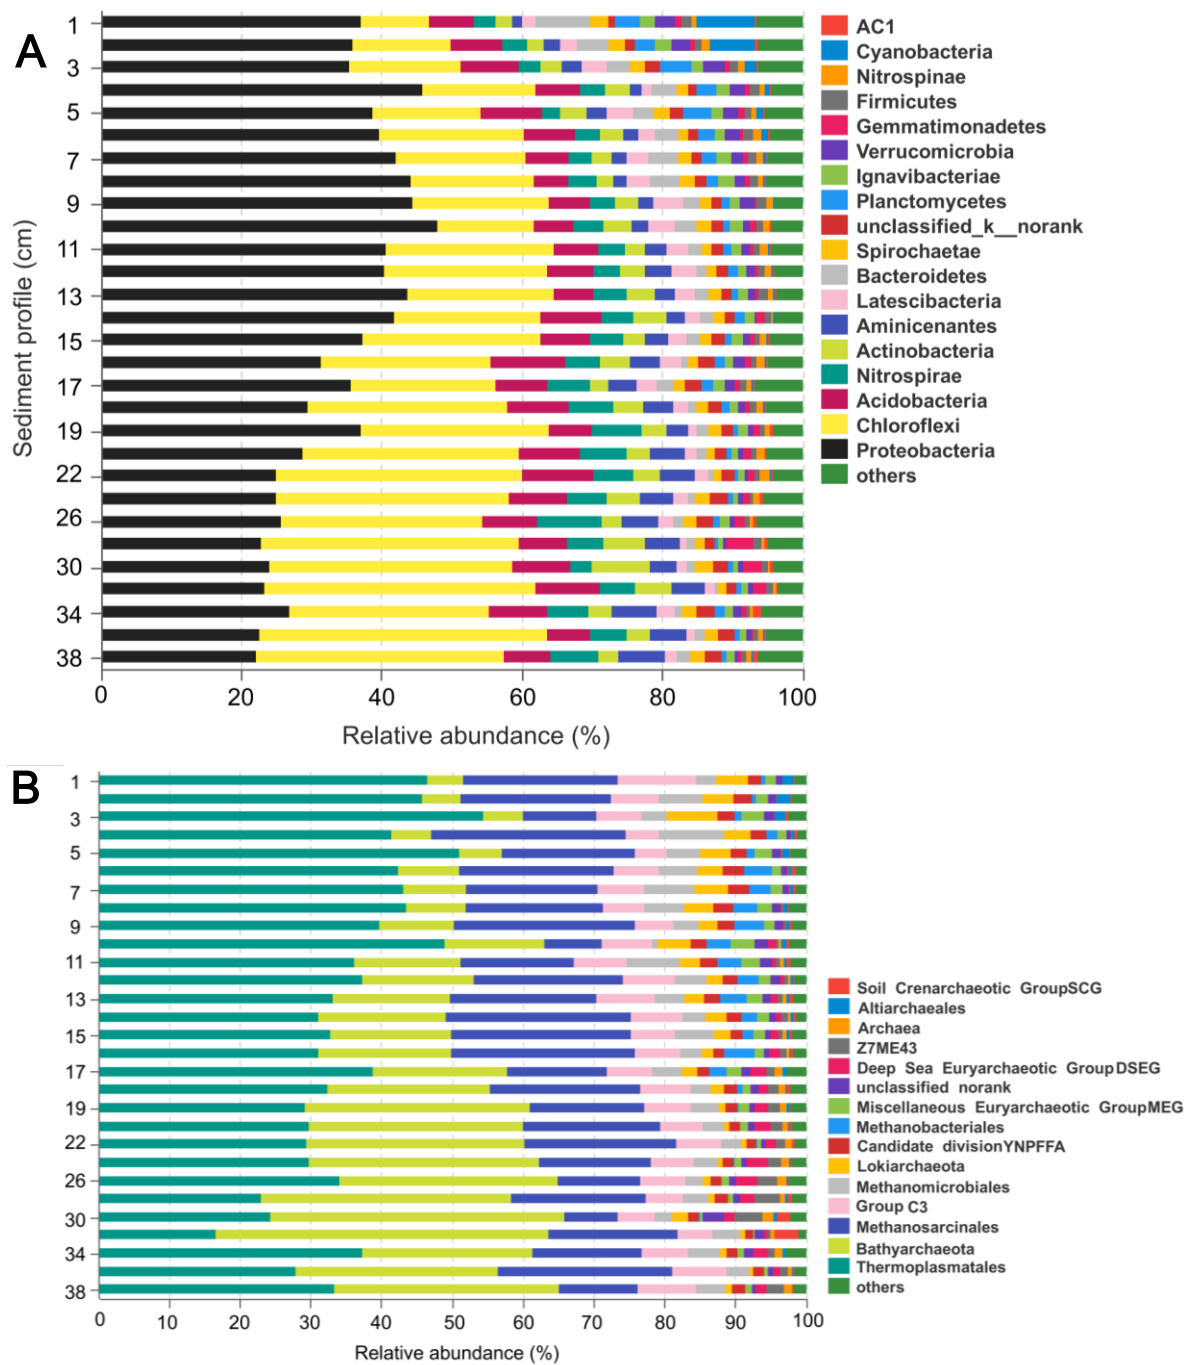 A
Sediment profile (cm)
1
3
5
7
9
11
13
15
17
19
22
26
30
34
38
0 20 40 60 80 100
Relative abundance (%)
AC1
Cyanobacteria
Nitrospinae
Firmicutes
Gemmatimonadetes
Verrucomicrobia
Ignavibacteriae
Planctomycetes
unclassified_k__norank
Spirochaetae
Bacteroidetes
Latescibacteria
Aminicenantes
Actinobacteria
Nitrospirae
Acidobacteria
Chloroflexi
Proteobacteria
others
B
1
3
5
7
9
11
13
15
17
19
22
26
30
34
38
0 10 20 30 40 50 60 70 80 90 100
Relative abundance (%)
Soil Crenarchaeotic GroupSCG
Altiarchaeales
Archaea
Z7ME43
Deep Sea Euryarchaeotic GroupDSEG
unclassified norank
Miscellaneous Euryarchaeotic GroupMEG
Methanobacteriales
Candidate divisionYNPFFA
Lokiarchaeota
Methanomicrobiales
Group C3
Methanosarcinales
Bathyarchaeota
Thermoplasmatales
others